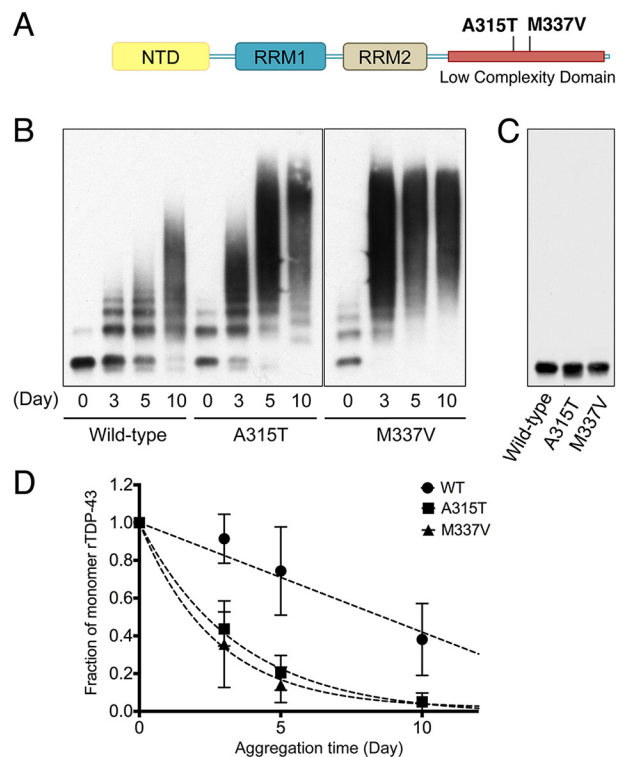 A
A315T M337V
NTD RRM1 RRM2
Low Complexity Domain
B
C
(Day) 0 3 5 10 0 3 5 10 0 3 5 10
Wild-type A315T M337V
Wild-type
A315T
M337V
D
Fraction of monomer rTDP-43
1.2
1.0
0.8
0.6
0.4
0.2
0.0
WT
A315T
M337V
0 5 10
Aggregation time (Day)